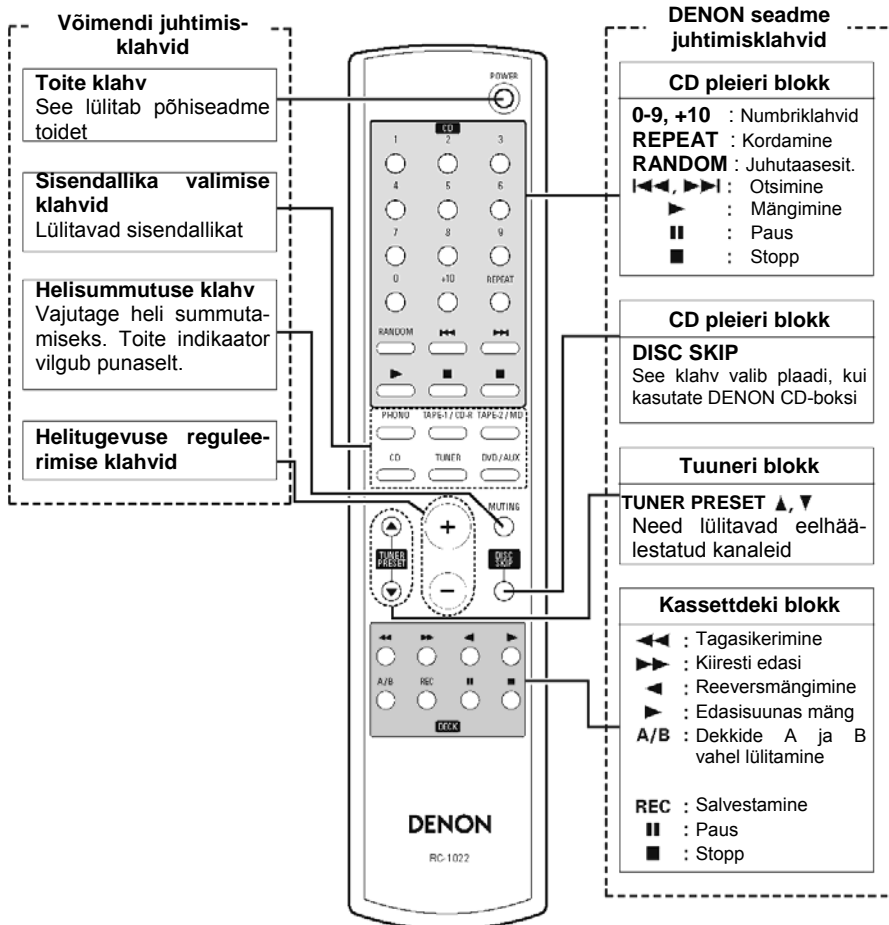 Võimendi juhtimis-
klahvid
Toite klahv
See lülitab põhiseadme
toidet
Sisendallika valimise
klahvid
Lülitavad sisendallikat
Helisummutuse klahv
Vajutage heli summuta-
miseks. Toite indikaator
vilgub punaselt.
Helitugevuse regulee-
rimise klahvid
POWER
CD
1 2 3
4 5 6
7 8 9
0 +10 REPEAT
RANDOM ⏮ ⏭
► ■ ■
PHONO TAPE-1 / CD-R TAPE-2 / MD
CD TUNER DVD / AUX
MUTING
+
TUNER
PRESET
DISC
SKIP
−
◄◄ ►► ◄ ►
A/B REC ❚❚ ■
DECK
DENON
RC-1022
DENON seadme
juhtimisklahvid
CD pleieri blokk
0-9, +10 : Numbriklahvid
REPEAT : Kordamine
RANDOM : Juhutaasesit.
⏮, ⏭ : Otsimine
► : Mängimine
❚❚ : Paus
■ : Stopp
CD pleieri blokk
DISC SKIP
See klahv valib plaadi, kui
kasutate DENON CD-boksi
Tuuneri blokk
TUNER PRESET ▲, ▼
Need lülitavad eelhää-
lestatud kanaleid
Kassettdeki blokk
◄◄ : Tagasikerimine
►► : Kiiresti edasi
◄ : Reeversmängimine
► : Edasisuunas mäng
A/B : Dekkide A ja B
vahel lülitamine
REC : Salvestamine
❚❚ : Paus
■ : Stopp